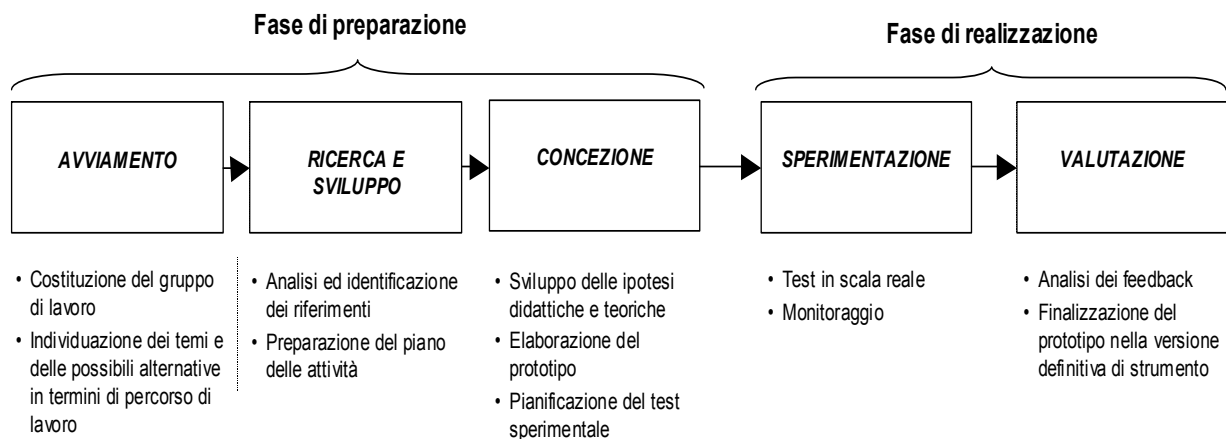 Fase di preparazione
Fase di realizzazione
AVVIAMENTO
RICERCA E
SVILUPPO
CONCEZIONE
SPERIMENTAZIONE
VALUTAZIONE
• Costituzione del gruppo
di lavoro
• Individuazione dei temi e
delle possibili alternative
in termini di percorso di
lavoro
• Analisi ed identificazione
dei riferimenti
• Preparazione del piano
delle attività
• Sviluppo delle ipotesi
didattiche e teoriche
• Elaborazione del
prototipo
• Pianificazione del test
sperimentale
• Test in scala reale
• Monitoraggio
• Analisi dei feedback
• Finalizzazione del
prototipo nella versione
definitiva di strumento